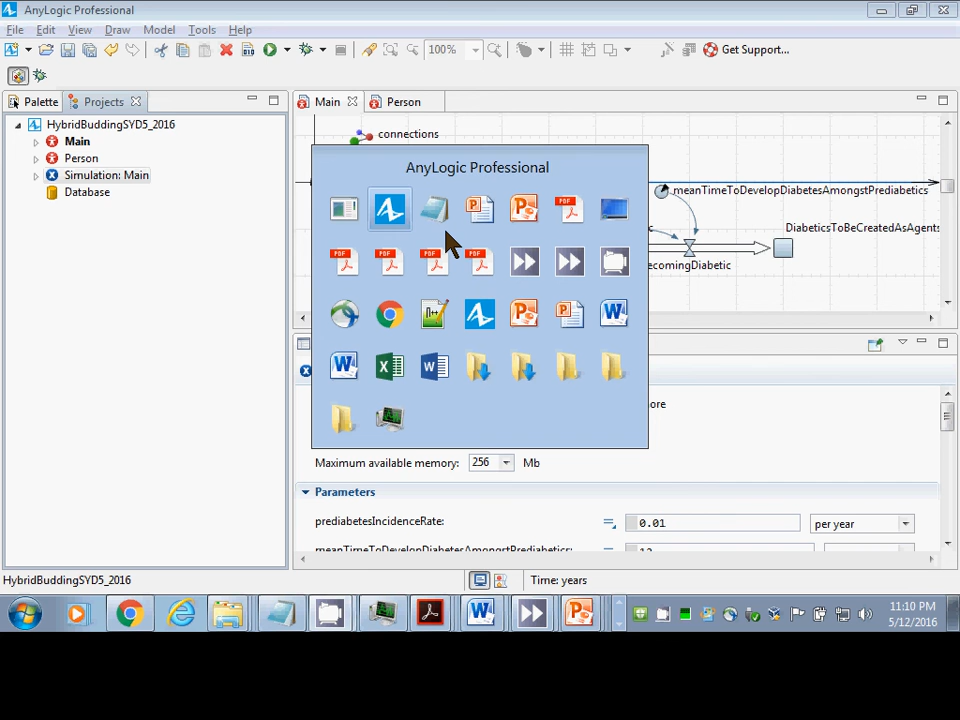 AnyLogic Professional
File Edit View Draw Model Tools Help
100% Get Support...
Palette Projects Main Person
HybridBuddingSYD5_2016
Main
Person
Simulation: Main
Database
connections
AnyLogic Professional
meanTimeToDevelopDiabetesAmongstPrediabetics
DiabeticsToBeCreatedAsAgents
ecomingDiabetic
ore
Maximum available memory: 256 Mb
Parameters
prediabetesIncidenceRate: 0.01 per year
meanTimeToDevelopDiabetesAmongstPrediabetics: 12
HybridBuddingSYD5_2016 Time: years
11:10 PM
5/12/2016